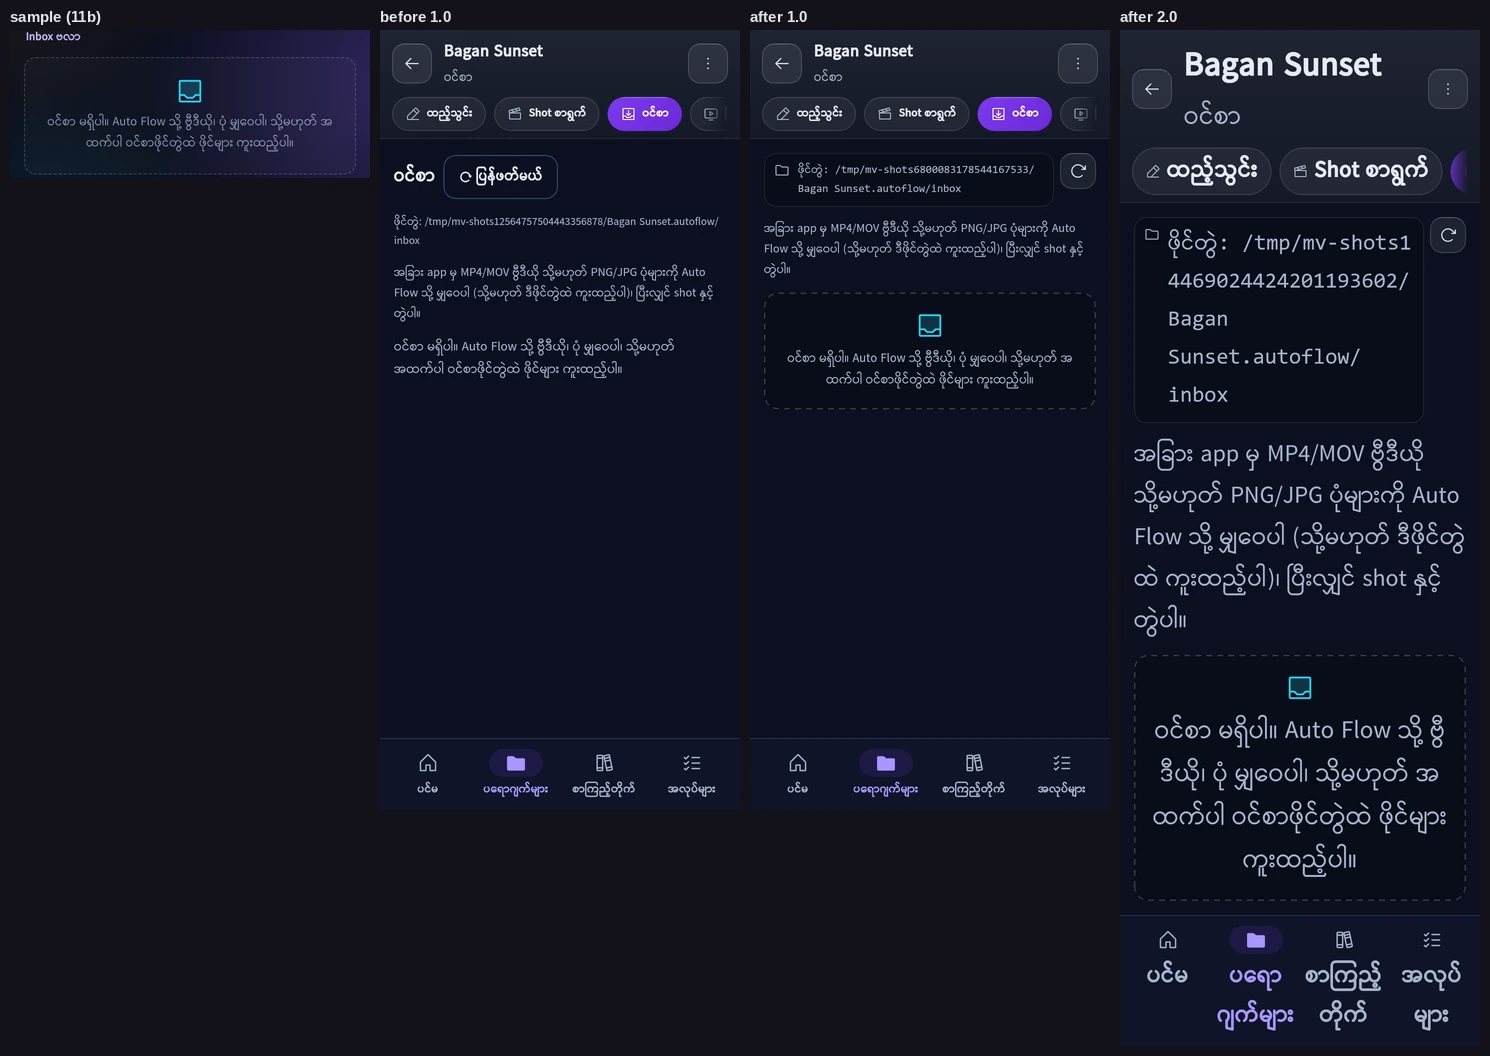 sample (11b)
Inbox ဗလာ
ဝင်စာ မရှိပါ။ Auto Flow သို့ ဗွီဒီယို၊ ပုံ မျှဝေပါ၊ သို့မဟုတ် အ
ထက်ပါ ဝင်စာဖိုင်တွဲထဲ ဖိုင်များ ကူးထည့်ပါ။
before 1.0
Bagan Sunset
ဝင်စာ
ထည့်သွင်း
Shot စာရွက်
ဝင်စာ
ဝင်စာ
ပြန်ဖတ်မယ်
ဖိုင်တွဲ: /tmp/mv-shots12564757504443356878/Bagan Sunset.autoflow/
inbox
အခြား app မှ MP4/MOV ဗွီဒီယို သို့မဟုတ် PNG/JPG ပုံများကို Auto
Flow သို့ မျှဝေပါ (သို့မဟုတ် ဒီဖိုင်တွဲထဲ ကူးထည့်ပါ)၊ ပြီးလျှင် shot နှင့်
တွဲပါ။
ဝင်စာ မရှိပါ။ Auto Flow သို့ ဗွီဒီယို၊ ပုံ မျှဝေပါ၊ သို့မဟုတ်
အထက်ပါ ဝင်စာဖိုင်တွဲထဲ ဖိုင်များ ကူးထည့်ပါ။
ပင်မ
ပရောဂျက်များ
စာကြည့်တိုက်
အလုပ်များ
after 1.0
Bagan Sunset
ဝင်စာ
ထည့်သွင်း
Shot စာရွက်
ဝင်စာ
ဖိုင်တွဲ: /tmp/mv-shots6800083178544167533/
Bagan Sunset.autoflow/inbox
အခြား app မှ MP4/MOV ဗွီဒီယို သို့မဟုတ် PNG/JPG ပုံများကို Auto
Flow သို့ မျှဝေပါ (သို့မဟုတ် ဒီဖိုင်တွဲထဲ ကူးထည့်ပါ)၊ ပြီးလျှင် shot နှင့်
တွဲပါ။
ဝင်စာ မရှိပါ။ Auto Flow သို့ ဗွီဒီယို၊ ပုံ မျှဝေပါ၊ သို့မဟုတ် အ
ထက်ပါ ဝင်စာဖိုင်တွဲထဲ ဖိုင်များ ကူးထည့်ပါ။
ပင်မ
ပရောဂျက်များ
စာကြည့်တိုက်
အလုပ်များ
after 2.0
Bagan Sunset
ဝင်စာ
ထည့်သွင်း
Shot စာရွက်
ဖိုင်တွဲ: /tmp/mv-shots1
4469024424201193602/
Bagan
Sunset.autoflow/
inbox
အခြား app မှ MP4/MOV ဗွီဒီယို
သို့မဟုတ် PNG/JPG ပုံများကို Auto
Flow သို့ မျှဝေပါ (သို့မဟုတ် ဒီဖိုင်တွဲ
ထဲ ကူးထည့်ပါ)၊ ပြီးလျှင် shot နှင့်
တွဲပါ။
ဝင်စာ မရှိပါ။ Auto Flow သို့ ဗွီ
ဒီယို၊ ပုံ မျှဝေပါ၊ သို့မဟုတ် အ
ထက်ပါ ဝင်စာဖိုင်တွဲထဲ ဖိုင်များ
ကူးထည့်ပါ။
ပင်မ
ပရော
ဂျက်များ
စာကြည့်
တိုက်
အလုပ်
များ